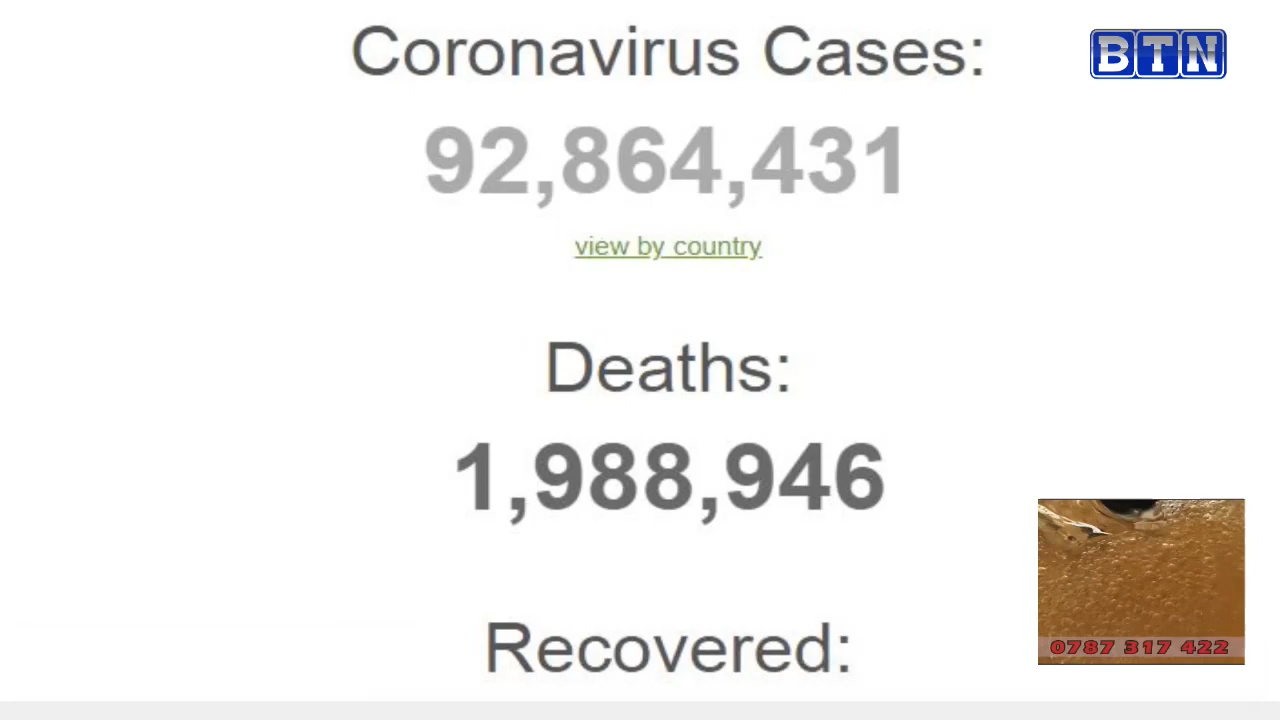 Coronavirus Cases:
BTN
92,864,431
view by country
Deaths:
1,988,946
Recovered:
0787 317 422